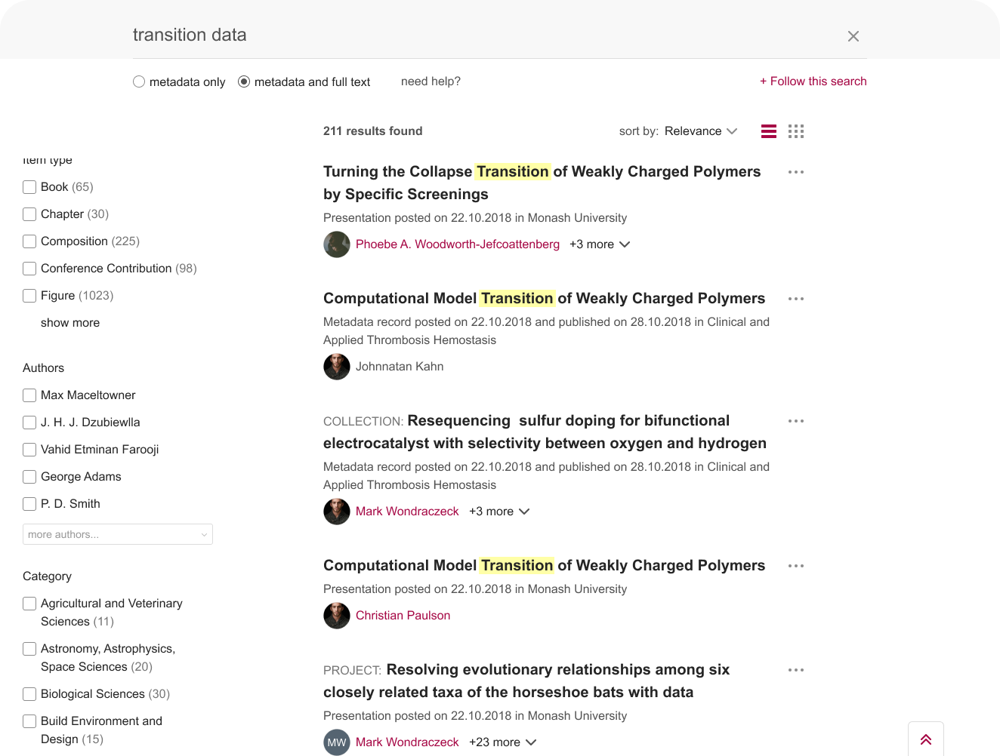 transition data
metadata only
metadata and full text
need help?
+ Follow this search
211 results found
sort by: Relevance
Item type
Book (65)
Chapter (30)
Composition (225)
Conference Contribution (98)
Figure (1023)
show more
Authors
Max Maceltowner
J. H. J. Dzubiewlla
Vahid Etminan Farooji
George Adams
P. D. Smith
more authors...
Category
Agricultural and Veterinary
Sciences (11)
Astronomy, Astrophysics,
Space Sciences (20)
Biological Sciences (30)
Build Environment and
Design (15)
Turning the Collapse Transition of Weakly Charged Polymers
by Specific Screenings
Presentation posted on 22.10.2018 in Monash University
Phoebe A. Woodworth-Jefcoattenberg +3 more
Computational Model Transition of Weakly Charged Polymers
Metadata record posted on 22.10.2018 and published on 28.10.2018 in Clinical and
Applied Thrombosis Hemostasis
Johnnatan Kahn
COLLECTION: Resequencing sulfur doping for bifunctional
electrocatalyst with selectivity between oxygen and hydrogen
Metadata record posted on 22.10.2018 and published on 28.10.2018 in Clinical and
Applied Thrombosis Hemostasis
Mark Wondraczeck +3 more
Computational Model Transition of Weakly Charged Polymers
Presentation posted on 22.10.2018 in Monash University
Christian Paulson
PROJECT: Resolving evolutionary relationships among six
closely related taxa of the horseshoe bats with data
Presentation posted on 22.10.2018 in Monash University
MW Mark Wondraczeck +23 more